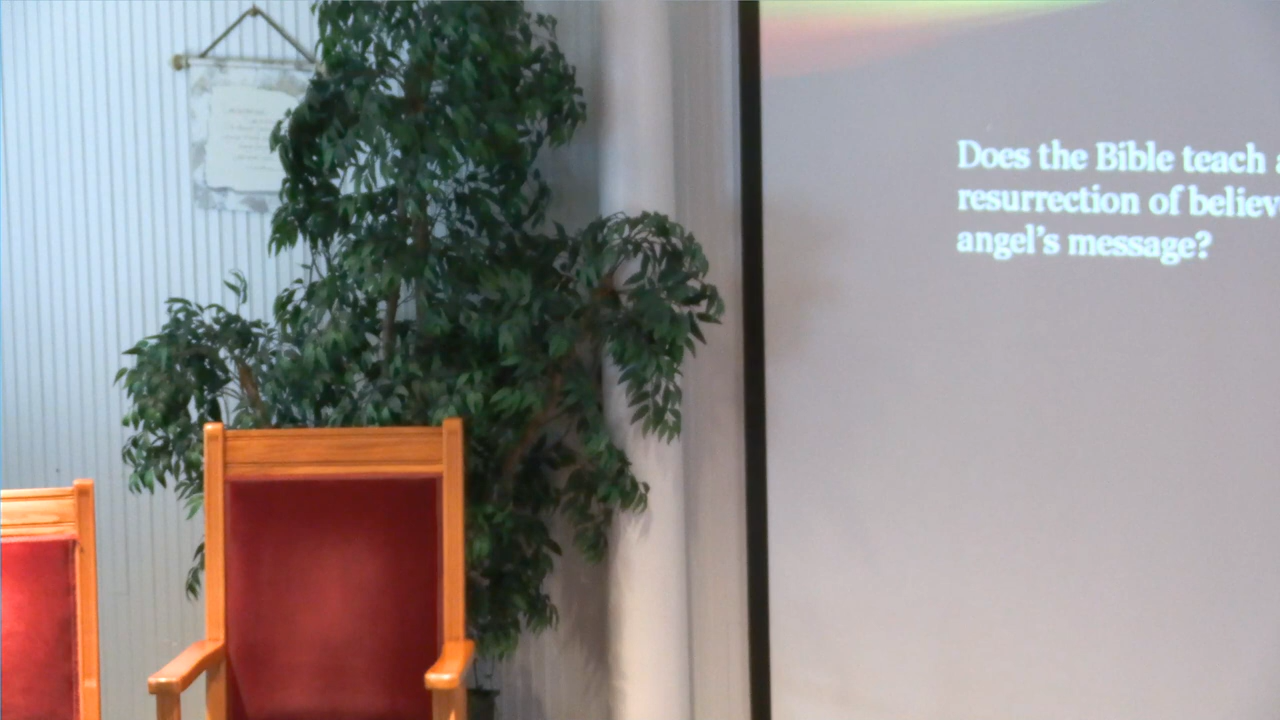 Does the Bible teach
resurrection of believ
angel's message?